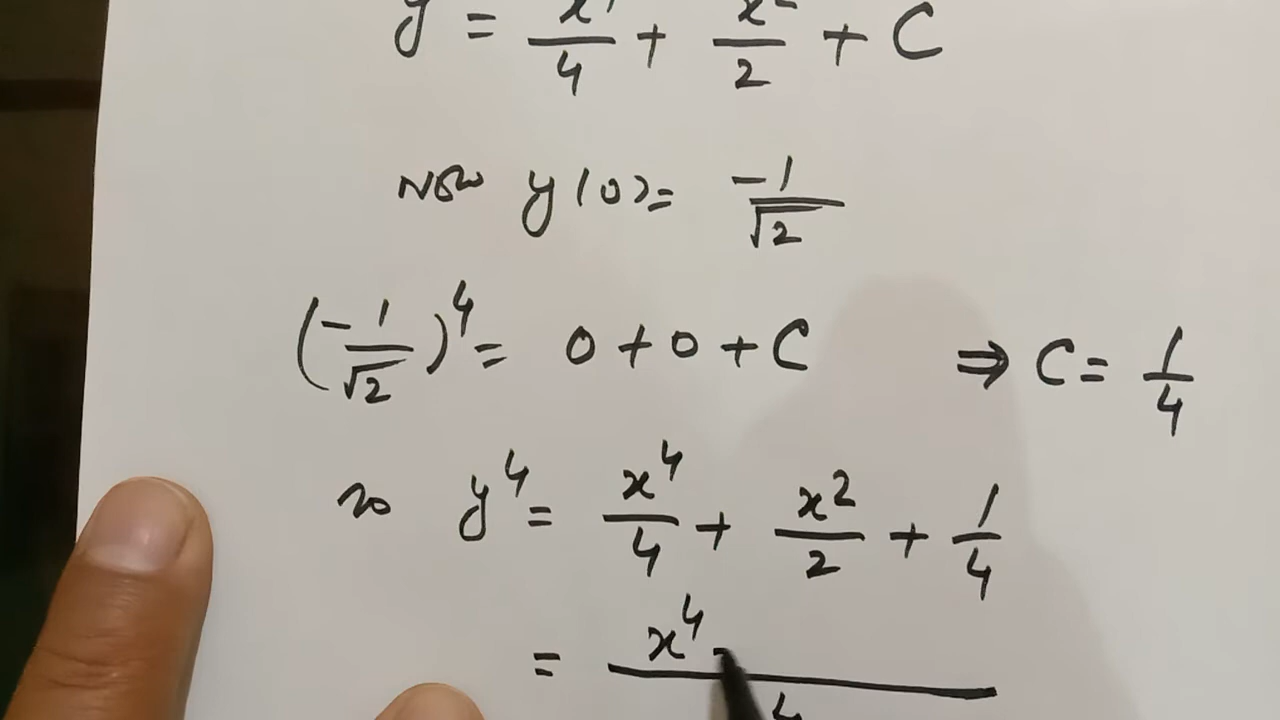 y = x/4 + x²/2 + C
Now y(0) = -1/√2
(-1/√2)⁴ = 0 + 0 + C ⇒ C = 1/4
so y⁴ = x⁴/4 + x²/2 + 1/4
= x⁴ /4